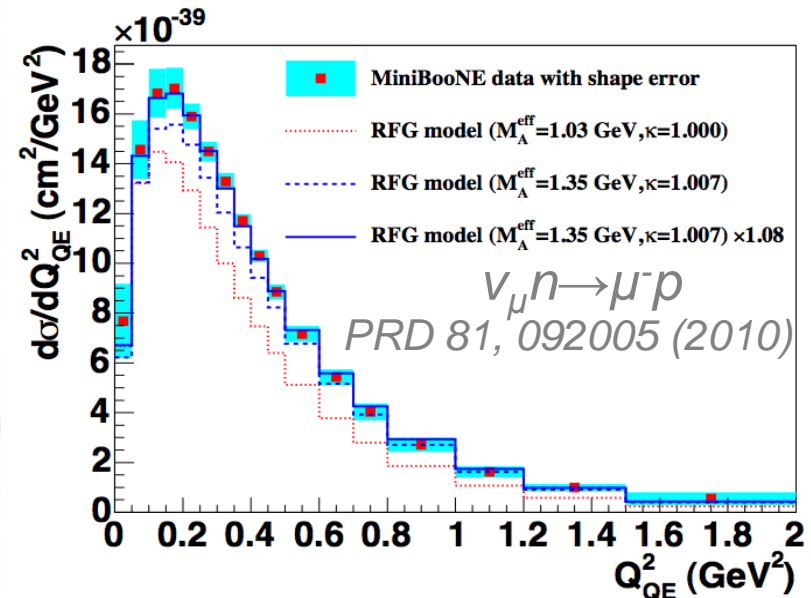 ×10⁻³⁹
dσ/dQ²_QE (cm²/GeV²)
18
16
14
12
10
8
6
4
2
0
MiniBooNE data with shape error
RFG model (M_A^eff=1.03 GeV,κ=1.000)
RFG model (M_A^eff=1.35 GeV,κ=1.007)
RFG model (M_A^eff=1.35 GeV,κ=1.007) ×1.08
ν_μn→μ⁻p
PRD 81, 092005 (2010)
0 0.2 0.4 0.6 0.8 1 1.2 1.4 1.6 1.8 2
Q²_QE (GeV²)